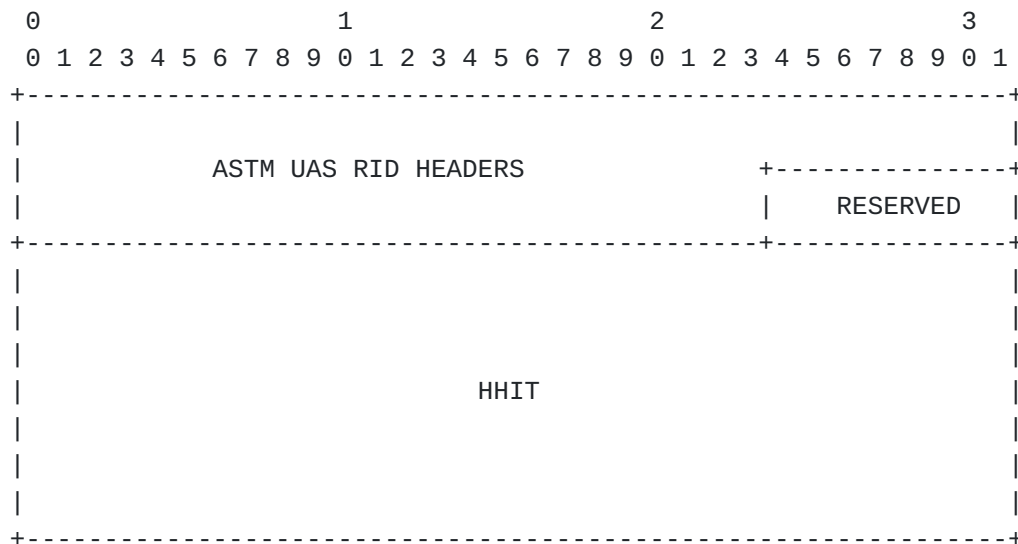 0 1 2 3
0 1 2 3 4 5 6 7 8 9 0 1 2 3 4 5 6 7 8 9 0 1 2 3 4 5 6 7 8 9 0 1
ASTM UAS RID HEADERS
RESERVED
HHIT